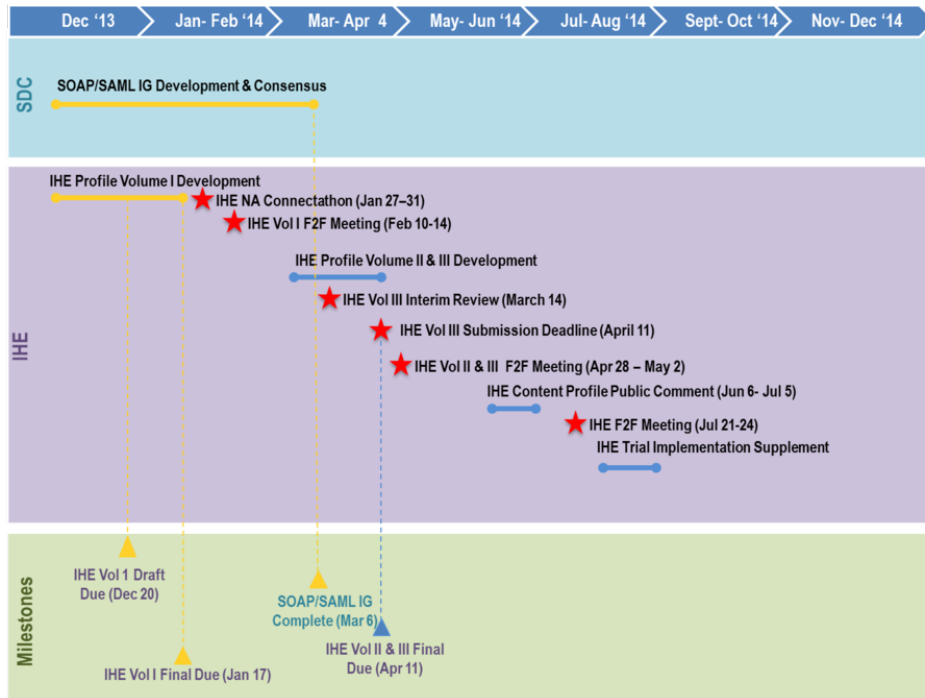 Dec ‘13
Jan- Feb ‘14
Mar- Apr  4
May- Jun ‘14
Jul- Aug ‘14
Sept- Oct ‘14
Nov- Dec ‘14
SDC
SOAP/SAML IG Development & Consensus
IHE
IHE Profile Volume I Development
IHE NA Connectathon (Jan 27–31)
IHE Vol I F2F Meeting (Feb 10-14)
IHE Profile Volume II & III Development
IHE Vol III Interim Review (March 14)
IHE Vol III Submission Deadline (April 11)
IHE Vol II & III  F2F Meeting (Apr 28 – May 2)
IHE Content Profile Public Comment (Jun 6- Jul 5)
IHE F2F Meeting (Jul 21-24)
IHE Trial Implementation Supplement
Milestones
IHE Vol 1 Draft
Due (Dec 20)
SOAP/SAML IG
Complete (Mar 6)
IHE Vol II & III Final
Due (Apr 11)
IHE Vol I Final Due (Jan 17)